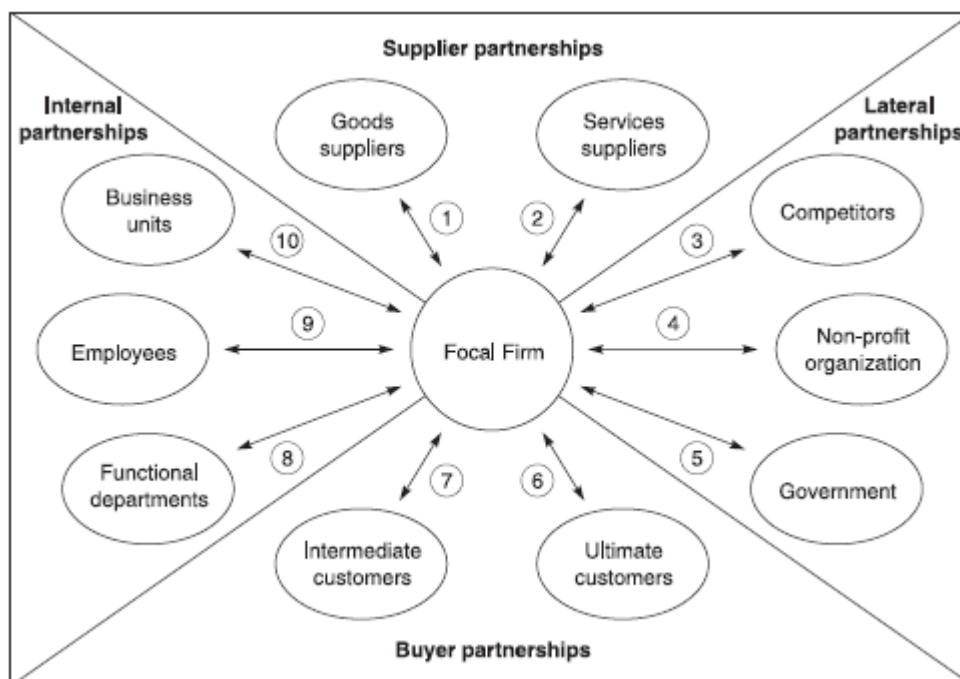 Supplier partnerships
Internal
partnerships
Lateral
partnerships
Goods
suppliers
Services
suppliers
Business
units
Competitors
1
2
10
3
9
4
Employees
Focal Firm
Non-profit
organization
8
7
6
5
Functional
departments
Government
Intermediate
customers
Ultimate
customers
Buyer partnerships